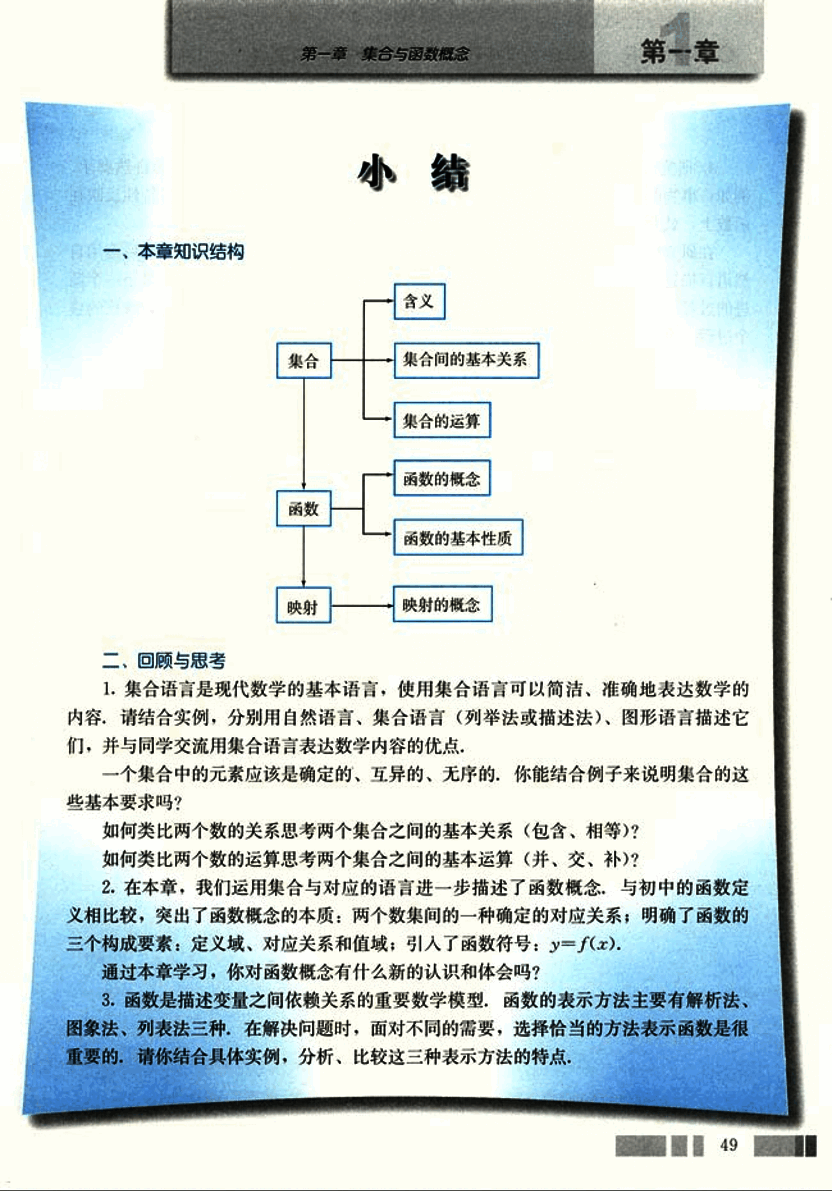 第一章 集合与函数概念
第一章
小 结
一、本章知识结构
含义
集合
集合间的基本关系
集合的运算
函数的概念
函数
函数的基本性质
映射
映射的概念
二、回顾与思考
1. 集合语言是现代数学的基本语言，使用集合语言可以简洁、准确地表达数学的
内容. 请结合实例，分别用自然语言、集合语言（列举法或描述法）、图形语言描述它
们，并与同学交流用集合语言表达数学内容的优点.
一个集合中的元素应该是确定的、互异的、无序的. 你能结合例子来说明集合的这
些基本要求吗?
如何类比两个数的关系思考两个集合之间的基本关系（包含、相等）?
如何类比两个数的运算思考两个集合之间的基本运算（并、交、补）?
2. 在本章，我们运用集合与对应的语言进一步描述了函数概念. 与初中的函数定
义相比较，突出了函数概念的本质：两个数集间的一种确定的对应关系；明确了函数的
三个构成要素：定义域、对应关系和值域；引入了函数符号：y=f(x).
通过本章学习，你对函数概念有什么新的认识和体会吗?
3. 函数是描述变量之间依赖关系的重要数学模型. 函数的表示方法主要有解析法、
图象法、列表法三种. 在解决问题时，面对不同的需要，选择恰当的方法表示函数是很
重要的. 请你结合具体实例，分析、比较这三种表示方法的特点.
49